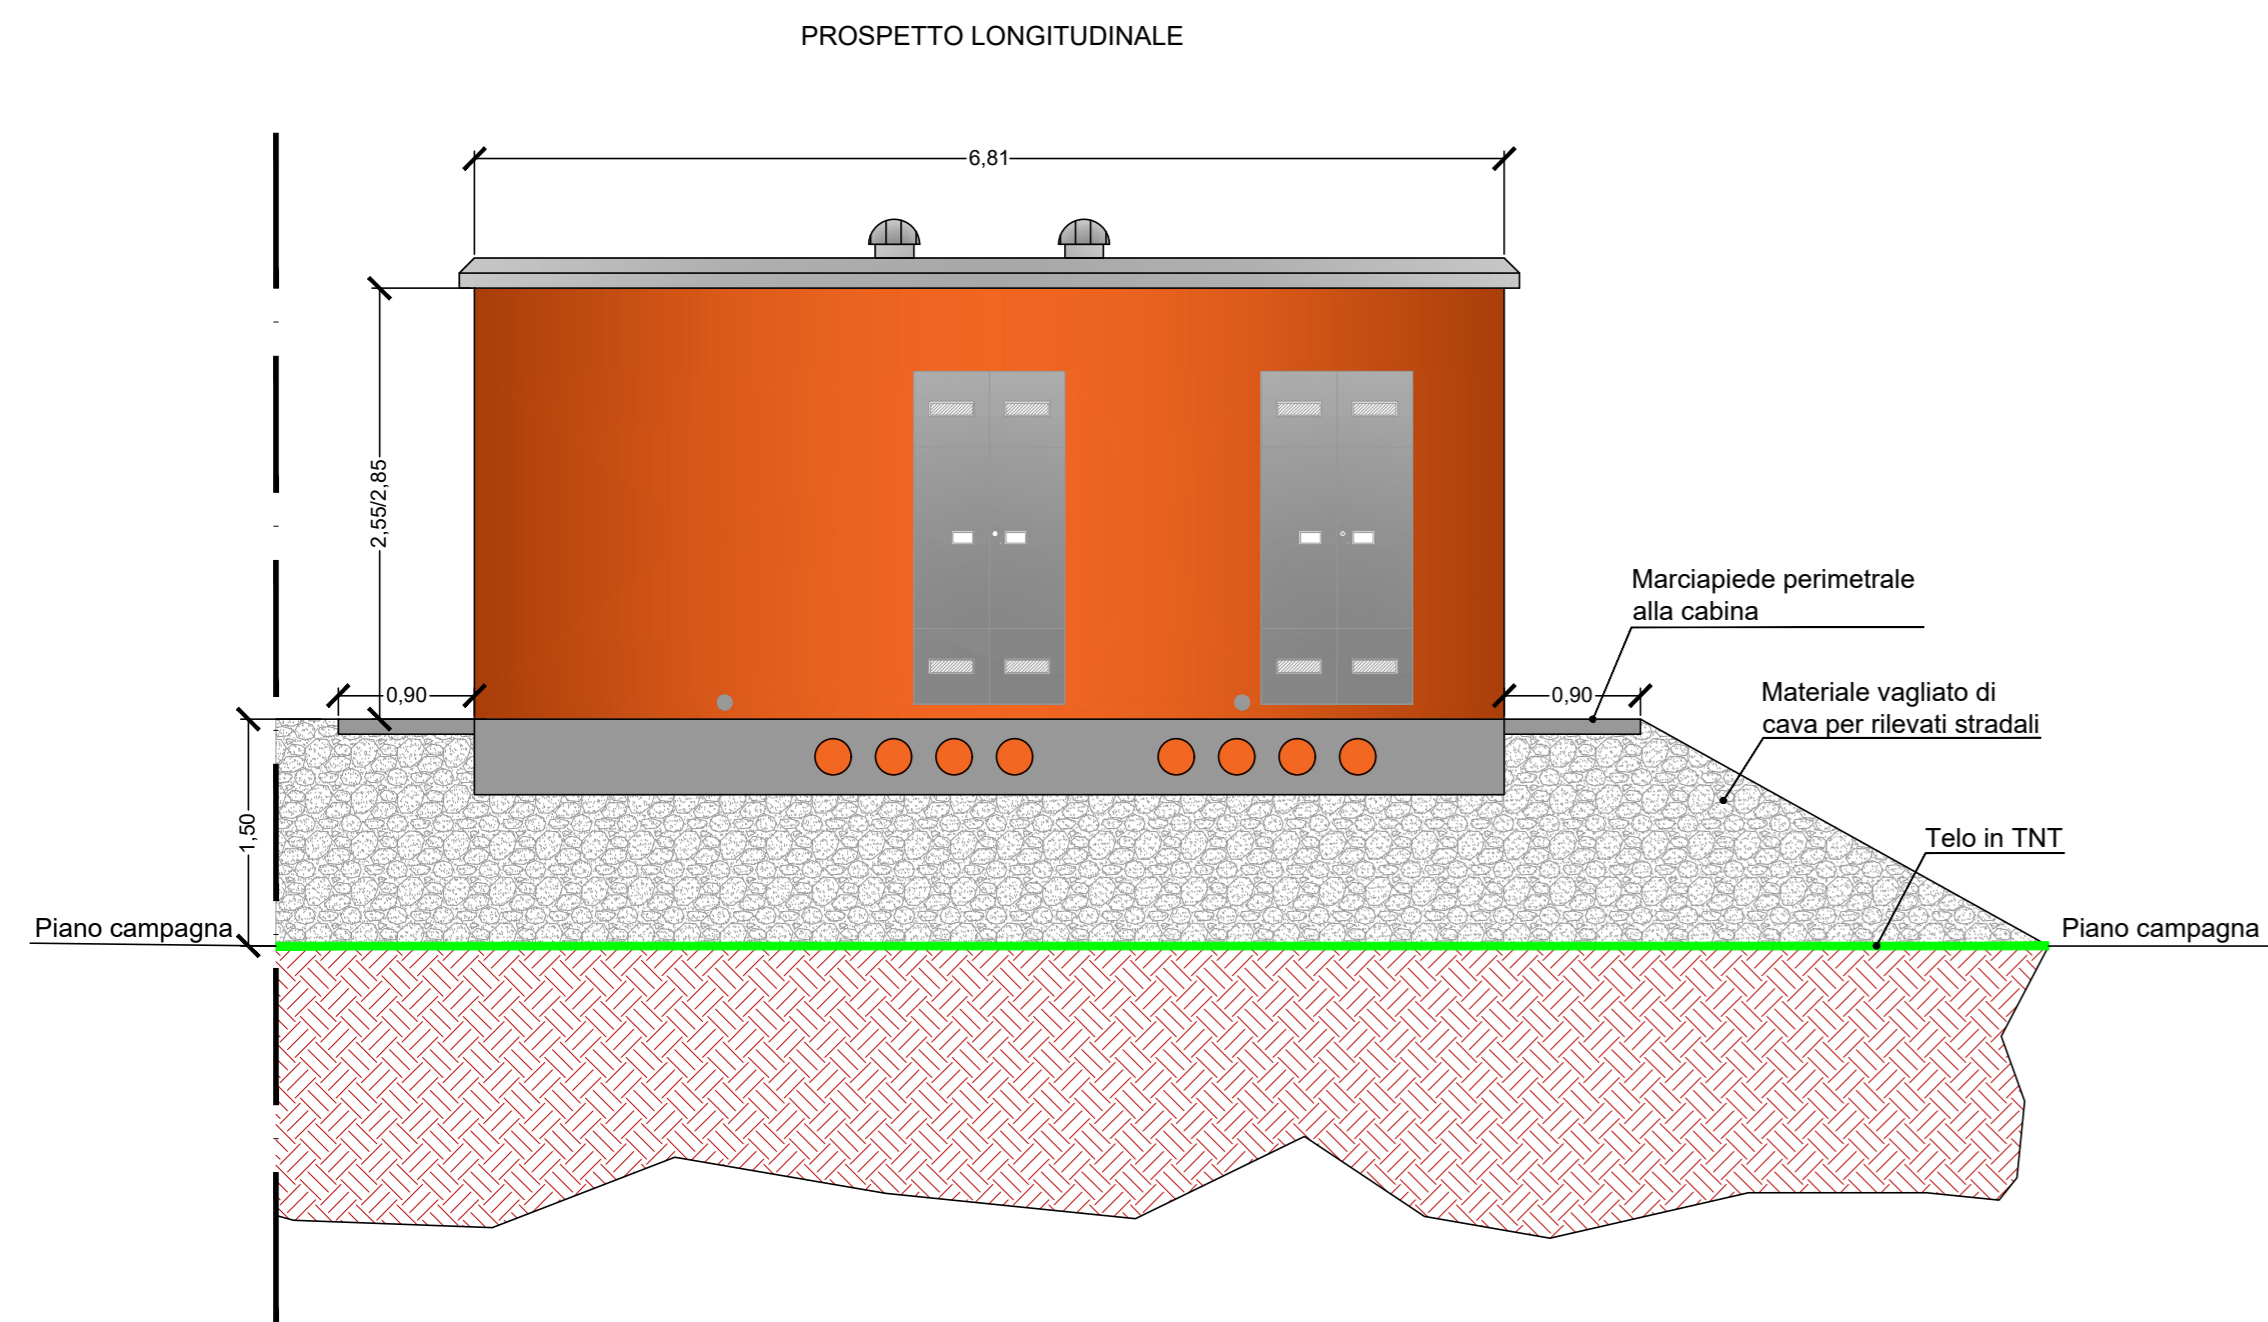 PROSPETTO LONGITUDINALE
6,81
2,55/2,85
Marciapiede perimetrale
alla cabina
0,90
0,90
Materiale vagliato di
cava per rilevati stradali
1,50
Telo in TNT
Piano campagna
Piano campagna